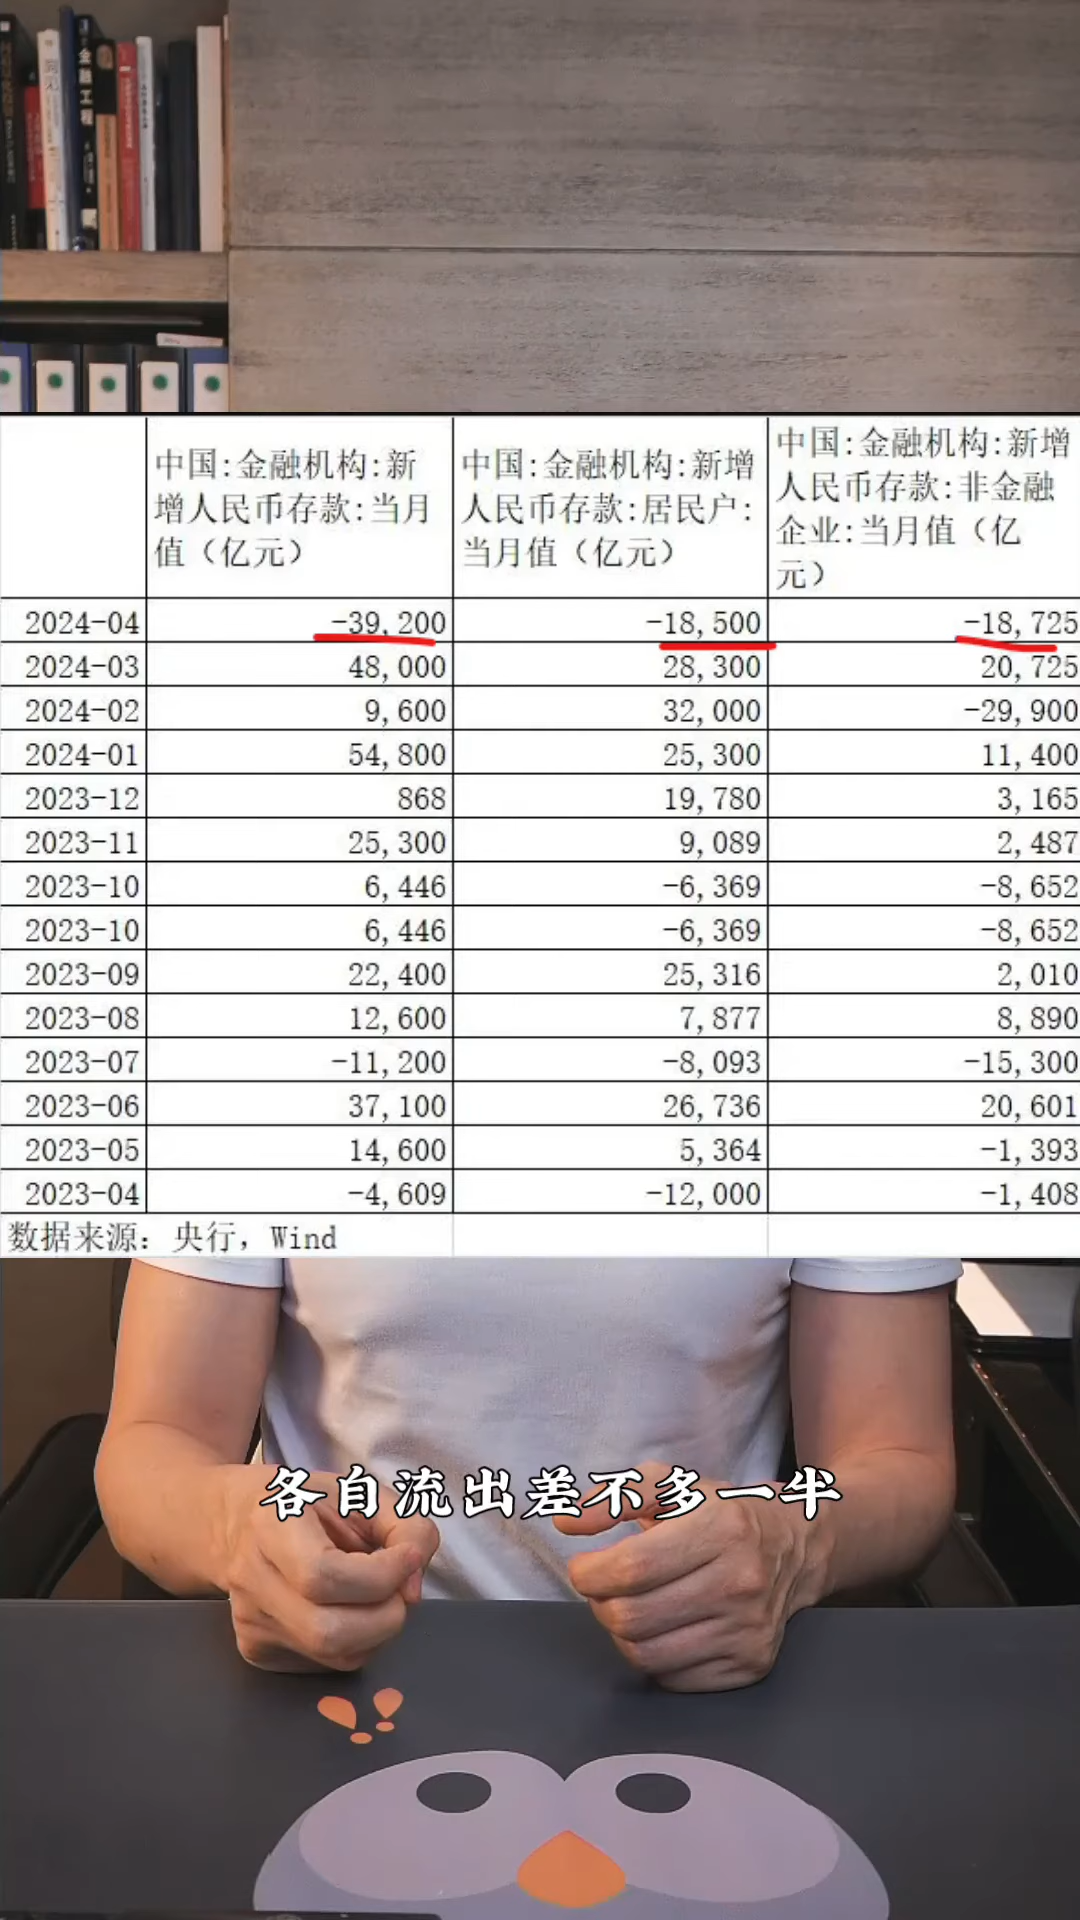 金融工程
中国:金融机构:新
增人民币存款:当月
值（亿元）
中国:金融机构:新增
人民币存款:居民户:
当月值（亿元）
中国:金融机构:新增
人民币存款:非金融
企业:当月值（亿
元）
2024-04 -39,200 -18,500 -18,725
2024-03 48,000 28,300 20,725
2024-02 9,600 32,000 -29,900
2024-01 54,800 25,300 11,400
2023-12 868 19,780 3,165
2023-11 25,300 9,089 2,487
2023-10 6,446 -6,369 -8,652
2023-10 6,446 -6,369 -8,652
2023-09 22,400 25,316 2,010
2023-08 12,600 7,877 8,890
2023-07 -11,200 -8,093 -15,300
2023-06 37,100 26,736 20,601
2023-05 14,600 5,364 -1,393
2023-04 -4,609 -12,000 -1,408
数据来源：央行，Wind
各自流出差不多一半